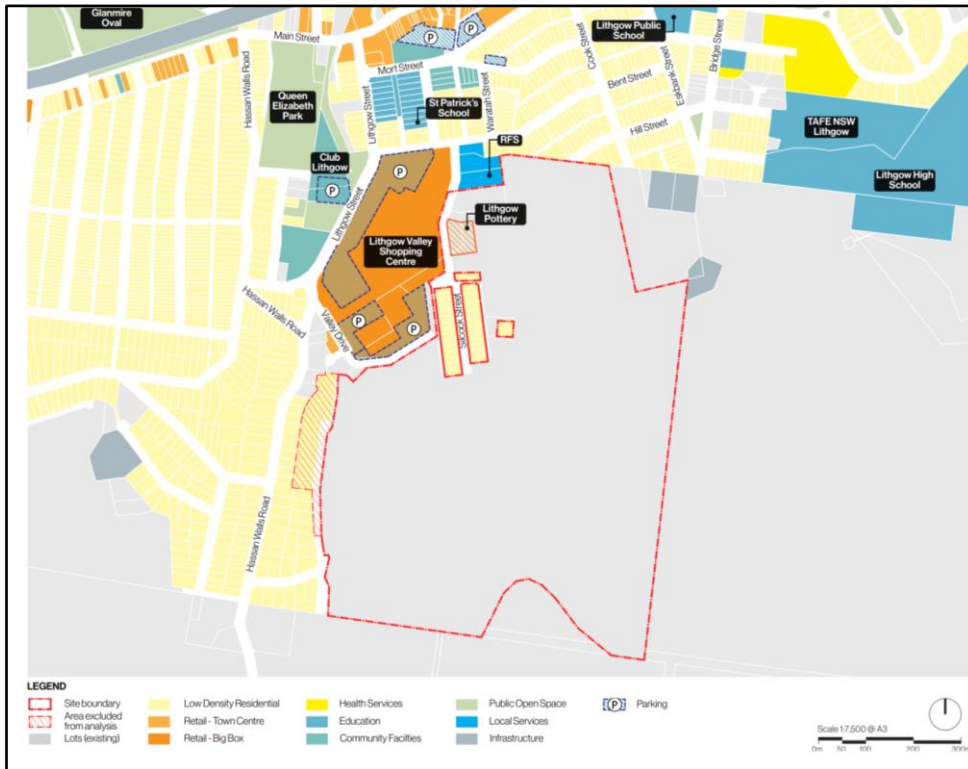 Glanmire
Oval
Main Street
Mort Street
Hassan Walls Road
Queen
Elizabeth
Park
Lithgow Street
St Patrick's
School
Waratah Street
Cook Street
Bent Street
Lithgow Public
School
Eskbank Street
Bridge Street
Hill Street
RFS
TAFE NSW
Lithgow
Lithgow High
School
Club
Lithgow
Lithgow Street
Lithgow Valley
Shopping
Centre
Lithgow
Pottery
Silcock Street
Hassan Walls Road
Valley Drive
Hassan Walls Road
P
P
P
P
P
P
LEGEND
Site boundary
Area excluded
from analysis
Lots (existing)
Low Density Residential
Retail - Town Centre
Retail - Big Box
Health Services
Education
Community Facilties
Public Open Space
Local Services
Infrastructure
P Parking
Scale 1:7,500 @ A3
0m 50 100 200 300m